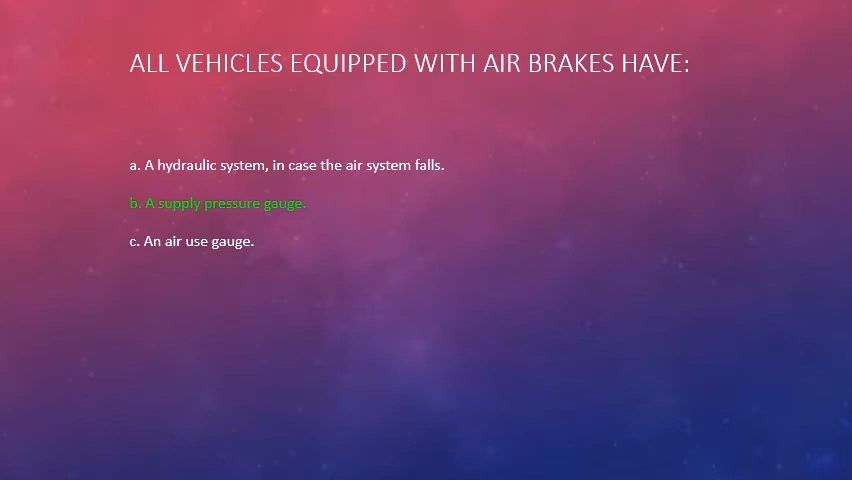 ALL VEHICLES EQUIPPED WITH AIR BRAKES HAVE:
a. A hydraulic system, in case the air system falls.
b. A supply pressure gauge.
c. An air use gauge.